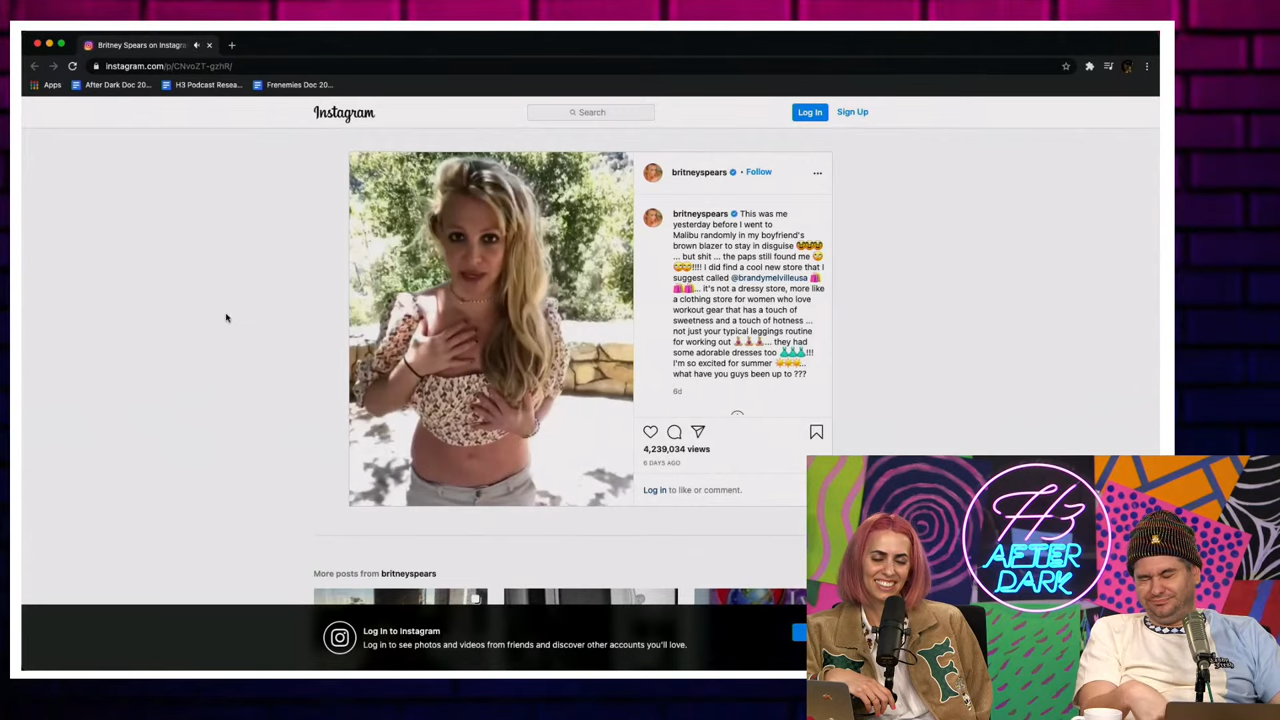 Britney Spears on Instagra
instagram.com/p/CNvoZT-gzhR/
Apps
After Dark Doc 20...
H3 Podcast Resea...
Frenemies Doc 20...
Instagram
Search
Log In
Sign Up
britneyspears • Follow
britneyspears This was me
yesterday before I went to
Malibu randomly in my boyfriend's
brown blazer to stay in disguise 🥸🥸🥸
... but shit ... the paps still found me 😅
😅😅!!!! I did find a cool new store that I
suggest called @brandymelvilleusa 🛍
🛍🛍... it's not a dressy store, more like
a clothing store for women who love
workout gear that has a touch of
sweetness and a touch of hotness ...
not just your typical leggings routine
for working out ... they had
some adorable dresses too 👗👗👗!!!
I'm so excited for summer ...
what have you guys been up to ???
6d
4,239,034 views
6 DAYS AGO
Log in to like or comment.
More posts from britneyspears
Log In to Instagram
Log in to see photos and videos from friends and discover other accounts you'll love.
H3
AFTER
DARK